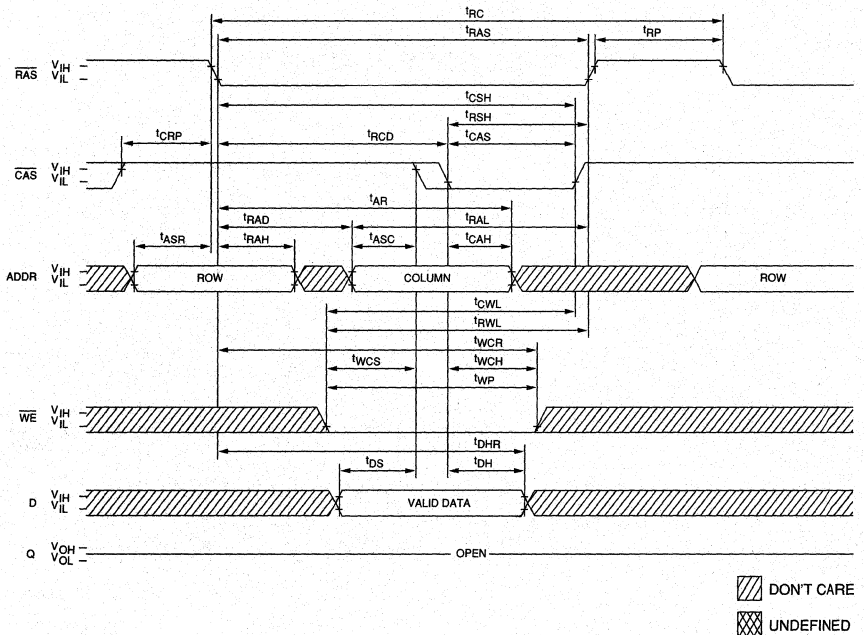 tRC
tRAS
tRP
RAS VIH VIL
tCSH
tRSH
tCRP tRCD tCAS
CAS VIH VIL
tAR
tRAD tRAL
tASR tRAH tASC tCAH
ADDR VIH VIL ROW COLUMN ROW
tCWL
tRWL
tWCR
tWCS tWCH
tWP
WE VIH VIL
tDHR
tDS tDH
D VIH VIL VALID DATA
Q VOH VOL OPEN
DON'T CARE
UNDEFINED